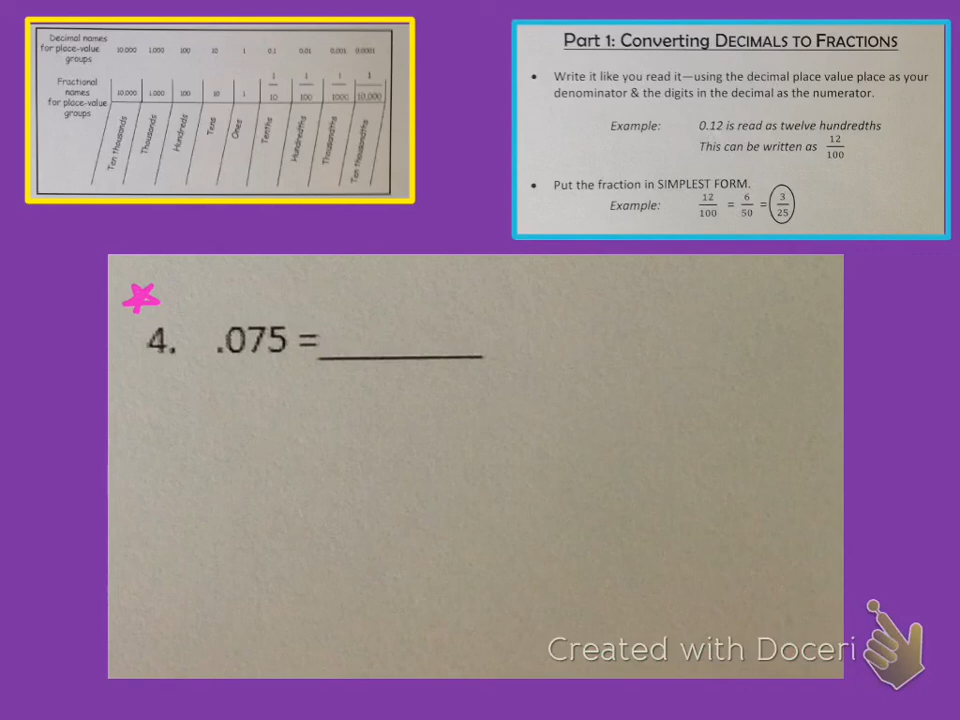 Decimal names
for place-value
groups
10,000 1,000 100 10 1 0.1 0.01 0.001 0.0001
Fractional
names
for place-value
groups
10,000 1,000 100 10 1 1/10 1/100 1/1000 1/10,000
Ten thousands Thousands Hundreds Tens Ones Tenths Hundredths Thousandths Ten thousandths
Part 1: Converting DECIMALS TO FRACTIONS
• Write it like you read it—using the decimal place value place as your
denominator & the digits in the decimal as the numerator.
Example: 0.12 is read as twelve hundredths
This can be written as 12/100
• Put the fraction in SIMPLEST FORM.
Example: 12/100 = 6/50 = 3/25
4. .075 =__________
Created with Doceri